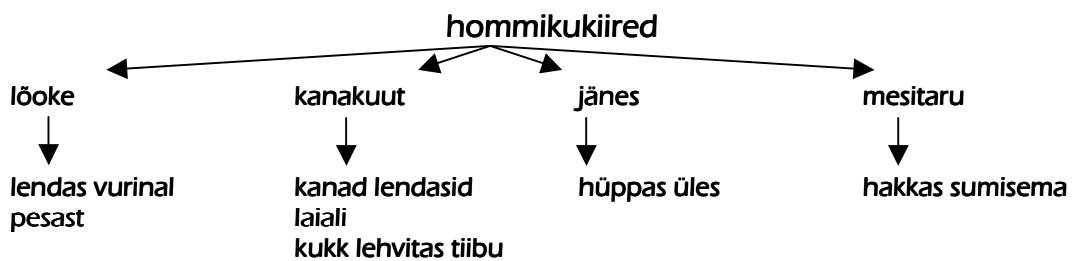 hommikukiired
lõoke
kanakuut
jänes
mesitaru
lendas vurinal
pesast
kanad lendasid
laiali
kukk lehvitas tiibu
hüppas üles
hakkas sumisema